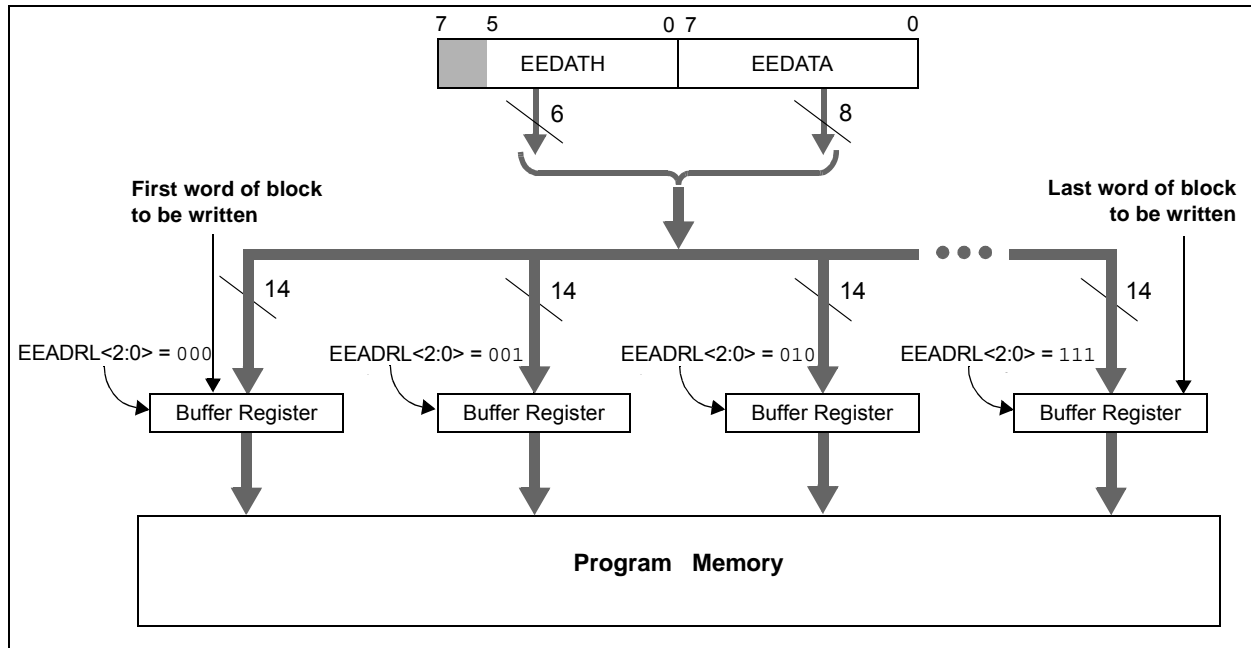 7 5 0 7 0
EEDATH EEDATA
6 8
First word of block
to be written
Last word of block
to be written
14 14 14 14
EEADRL<2:0> = 000 EEADRL<2:0> = 001 EEADRL<2:0> = 010 EEADRL<2:0> = 111
Buffer Register Buffer Register Buffer Register Buffer Register
Program Memory